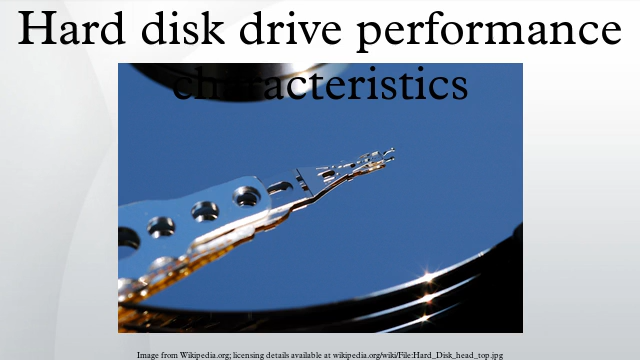 Hard disk drive performance
characteristics
Image from Wikipedia.org; licensing details available at wikipedia.org/wiki/File:Hard_Disk_head_top.jpg